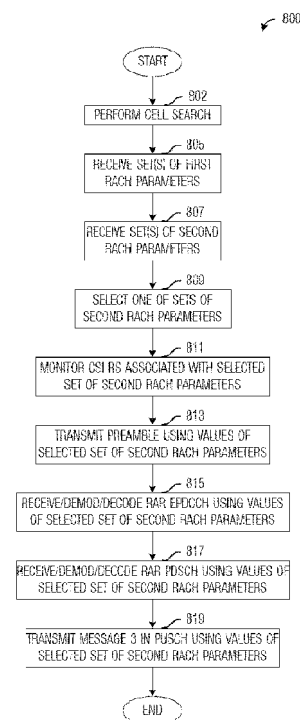 800
START
802
PERFORM CELL SEARCH
805
RECEIVE SET(S) OF FIRST
RACH PARAMETERS
807
RECEIVE SET(S) OF SECOND
RACH PARAMETERS
809
SELECT ONE OF SETS OF
SECOND RACH PARAMETERS
811
MONITOR CSI RS ASSOCIATED WITH SELECTED
SET OF SECOND RACH PARAMETERS
813
TRANSMIT PREAMBLE USING VALUES OF
SELECTED SET OF SECOND RACH PARAMETERS
815
RECEIVE/DEMOD/DECODE RAR EPDCCH USING VALUES
OF SELECTED SET OF SECOND RACH PARAMETERS
817
RECEIVE/DEMOD/DECODE RAR PDSCH USING VALUES OF
SELECTED SET OF SECOND RACH PARAMETERS
819
TRANSMIT MESSAGE 3 IN PUSCH USING VALUES OF
SELECTED SET OF SECOND RACH PARAMETERS
END